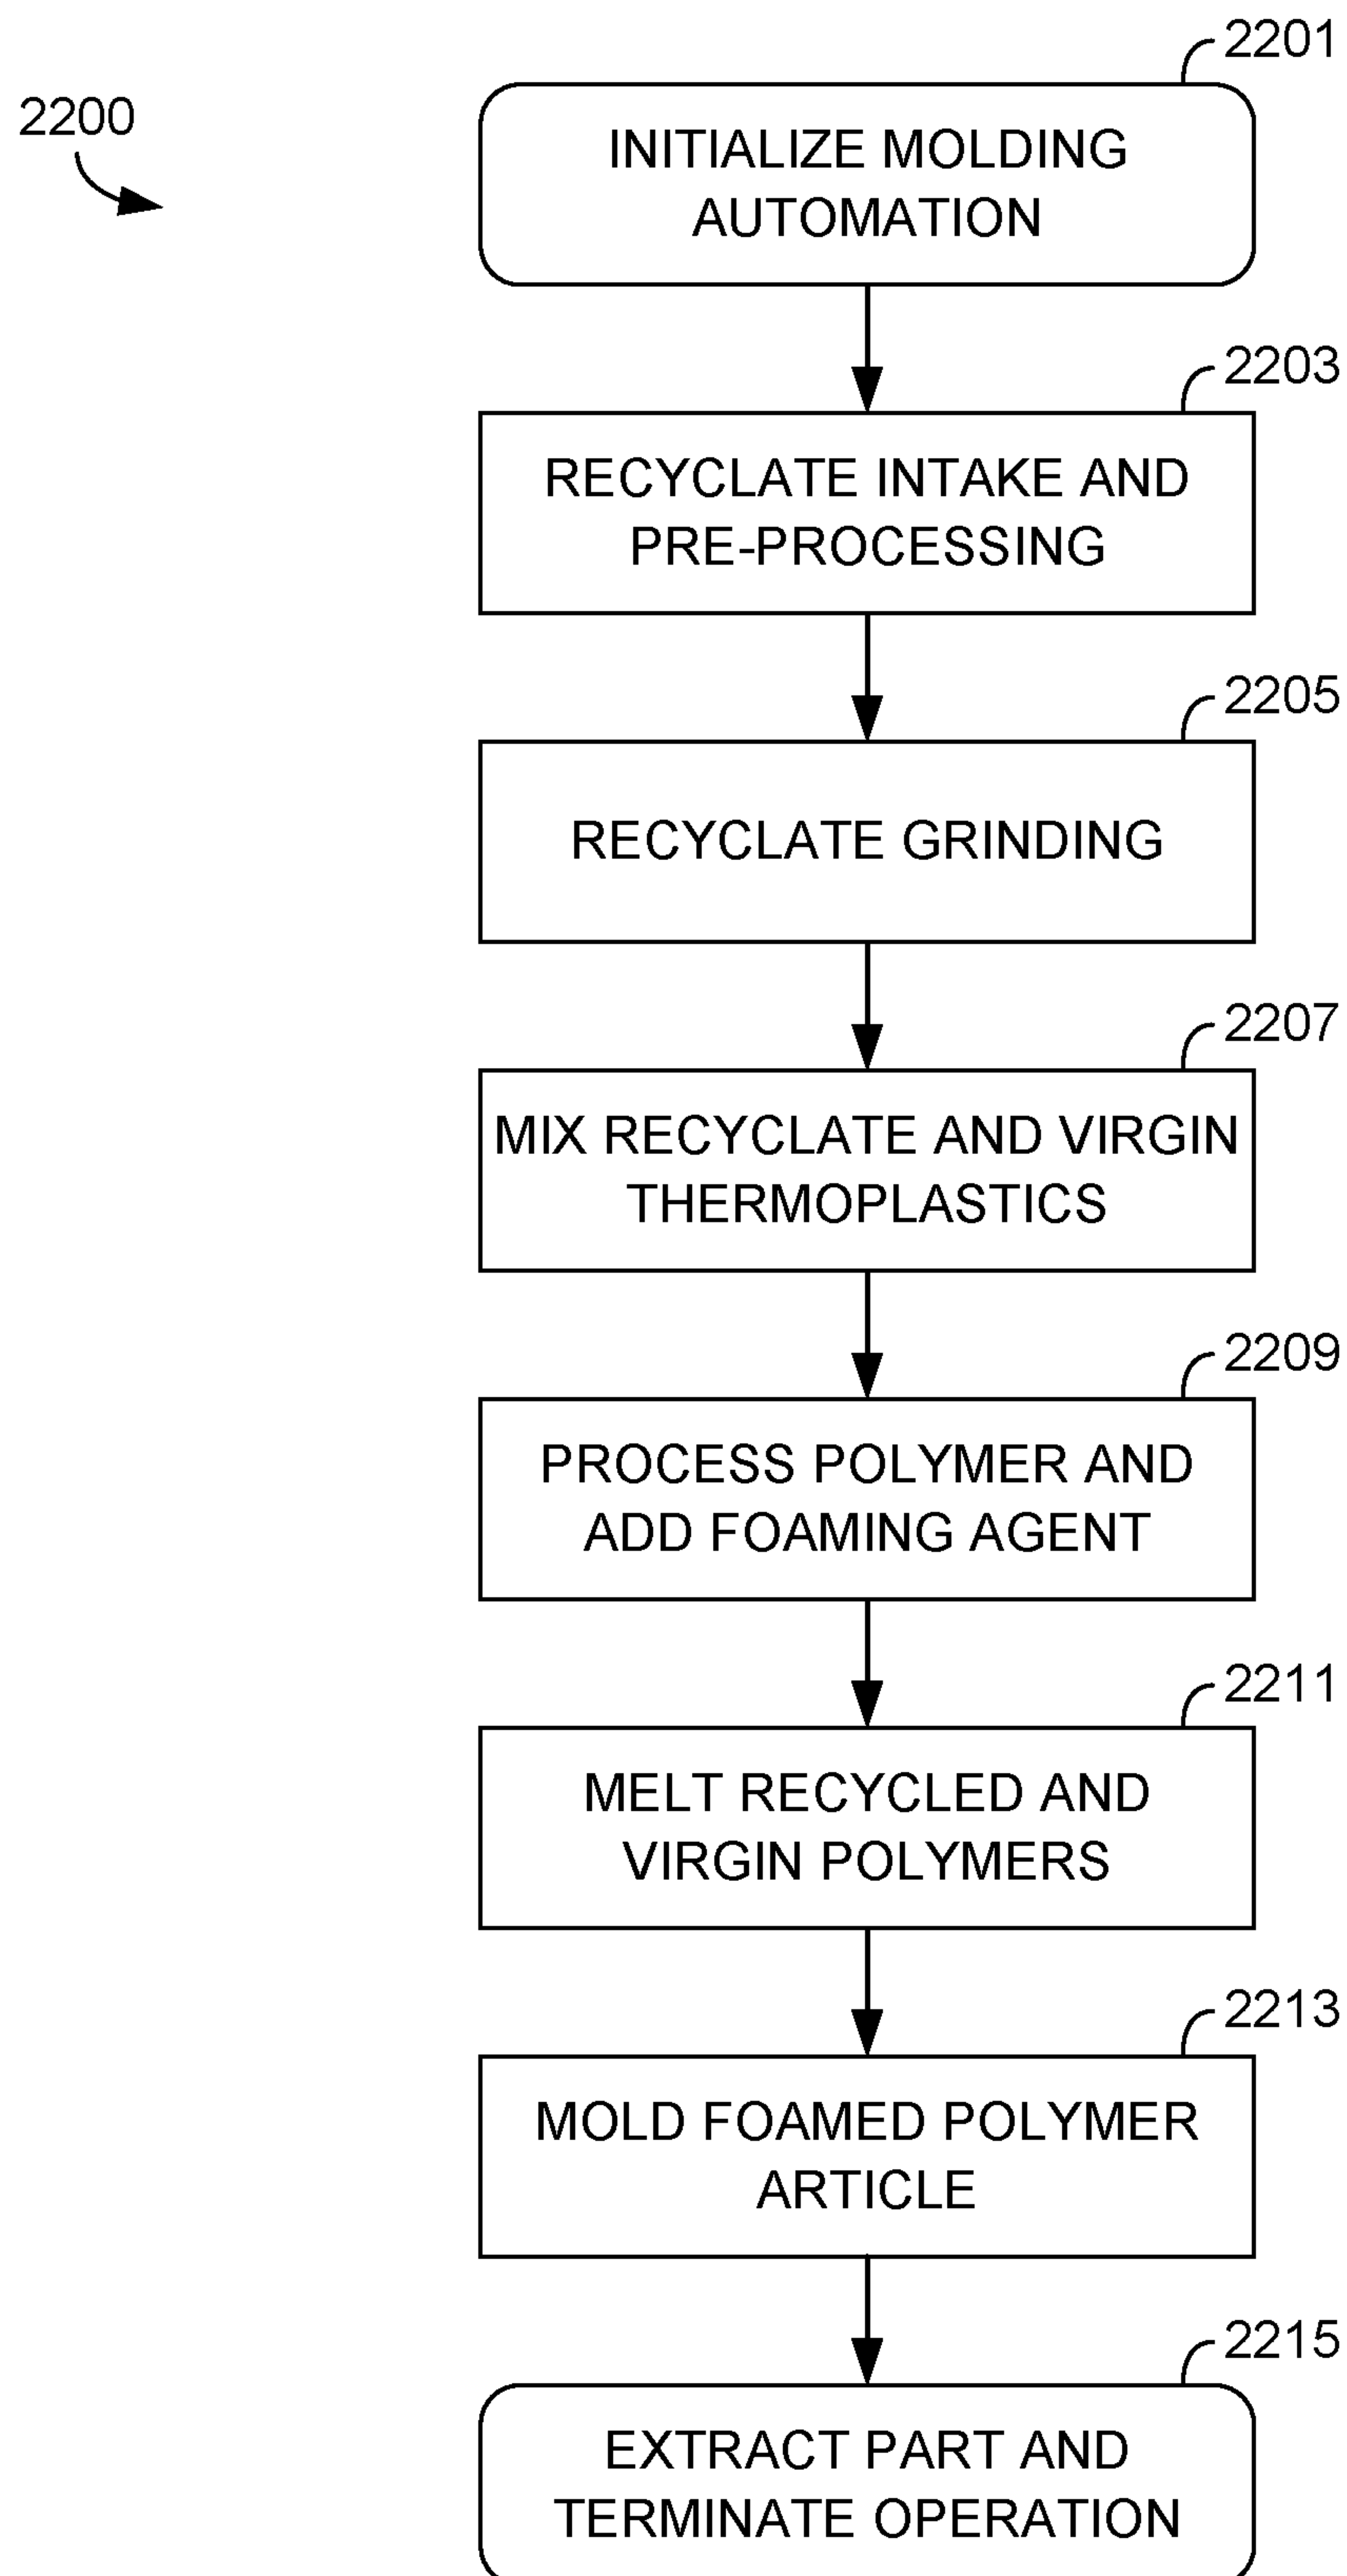 2201
2200
INITIALIZE MOLDING
AUTOMATION
2203
RECYCLATE INTAKE AND
PRE-PROCESSING
2205
RECYCLATE GRINDING
2207
MIX RECYCLATE AND VIRGIN
THERMOPLASTICS
2209
PROCESS POLYMER AND
ADD FOAMING AGENT
2211
MELT RECYCLED AND
VIRGIN POLYMERS
2213
MOLD FOAMED POLYMER
ARTICLE
2215
EXTRACT PART AND
TERMINATE OPERATION